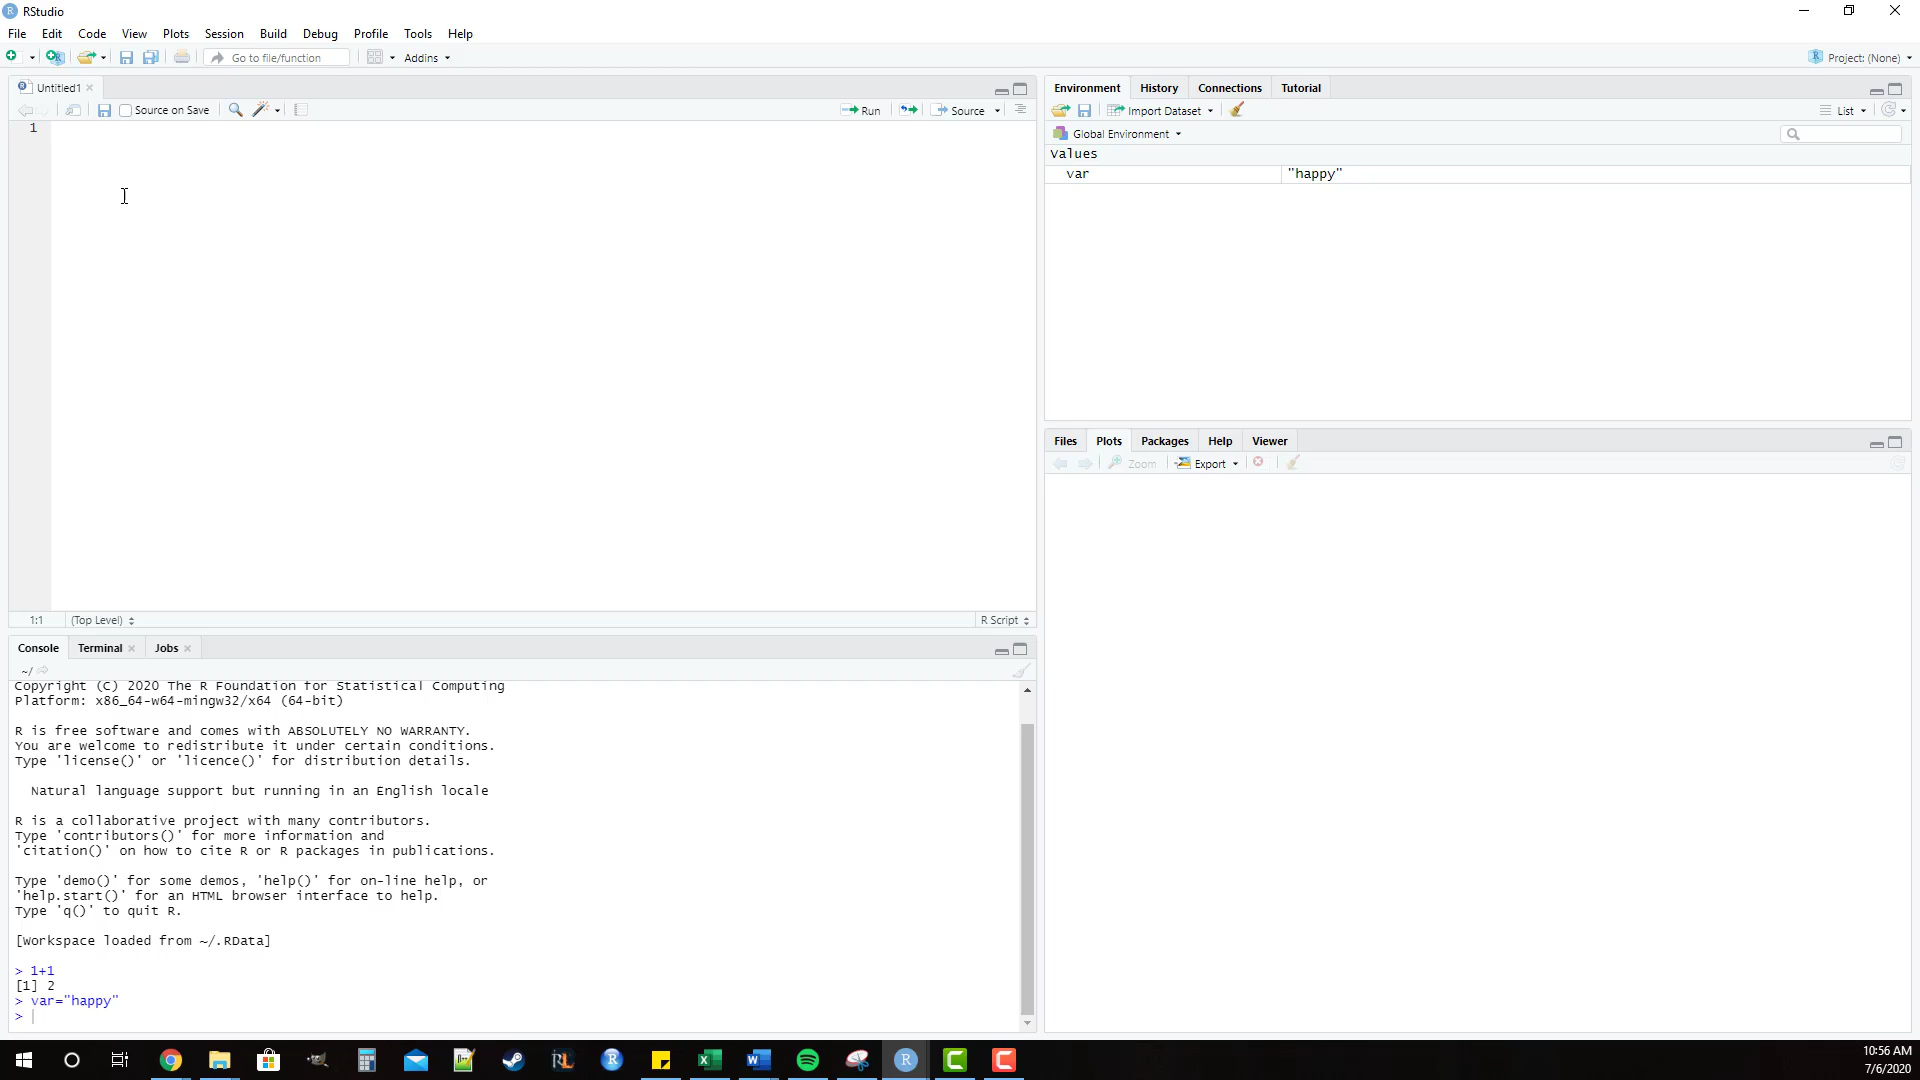 RStudio
File Edit Code View Plots Session Build Debug Profile Tools Help
Go to file/function Addins Project: (None)
Untitled1
Source on Save Run Source
1
1:1 (Top Level) R Script
Console Terminal Jobs
~/
Copyright (C) 2020 The R Foundation for Statistical Computing
Platform: x86_64-w64-mingw32/x64 (64-bit)
R is free software and comes with ABSOLUTELY NO WARRANTY.
You are welcome to redistribute it under certain conditions.
Type 'license()' or 'licence()' for distribution details.
Natural language support but running in an English locale
R is a collaborative project with many contributors.
Type 'contributors()' for more information and
'citation()' on how to cite R or R packages in publications.
Type 'demo()' for some demos, 'help()' for on-line help, or
'help.start()' for an HTML browser interface to help.
Type 'q()' to quit R.
[Workspace loaded from ~/.RData]
> 1+1
[1] 2
> var="happy"
>
Environment History Connections Tutorial
Import Dataset List
Global Environment
Values
var "happy"
Files Plots Packages Help Viewer
Zoom Export
10:56 AM
7/6/2020